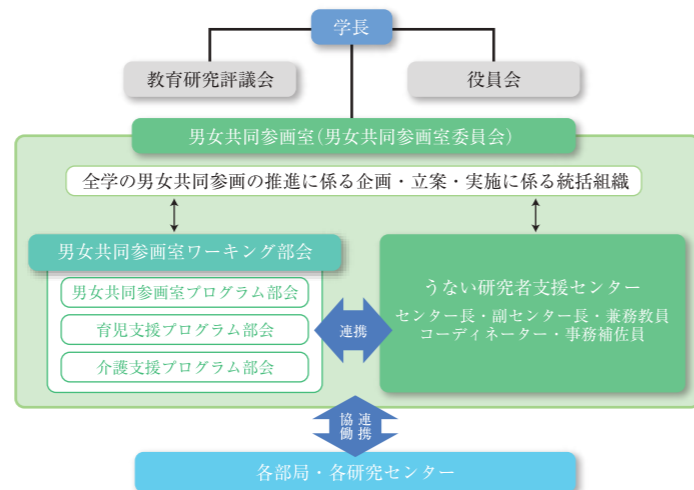 学長
教育研究評議会
役員会
男女共同参画室（男女共同参画室委員会）
全学の男女共同参画の推進に係る企画・立案・実施に係る統括組織
男女共同参画室ワーキング部会
男女共同参画室プログラム部会
育児支援プログラム部会
介護支援プログラム部会
連携
うない研究者支援センター
センター長・副センター長・兼務教員
コーディネーター・事務補佐員
連携
協働
各部局・各研究センター